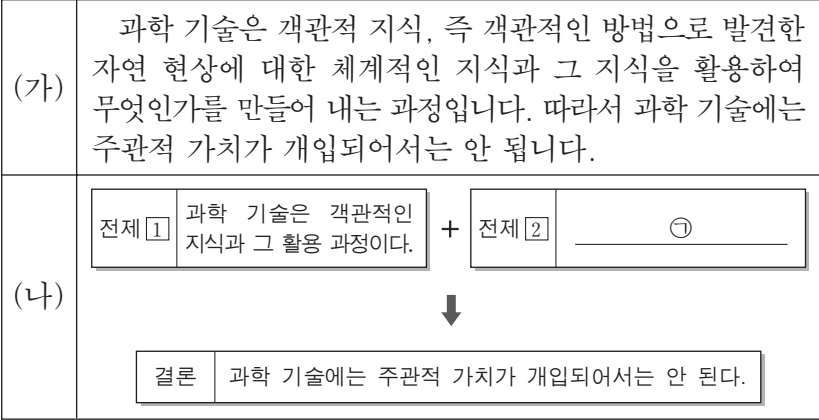 (가)
과학 기술은 객관적 지식, 즉 객관적인 방법으로 발견한
자연 현상에 대한 체계적인 지식과 그 지식을 활용하여
무엇인가를 만들어 내는 과정입니다. 따라서 과학 기술에는
주관적 가치가 개입되어서는 안 됩니다.
(나)
전제 1
과학 기술은 객관적인
지식과 그 활용 과정이다.
+
전제 2
㉠
결론
과학 기술에는 주관적 가치가 개입되어서는 안 된다.